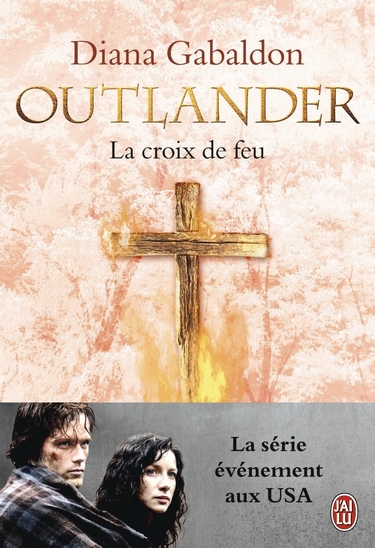 Diana Gabaldon
OUTLANDER
La croix de feu
La série
événement
aux USA
J'AI
LU